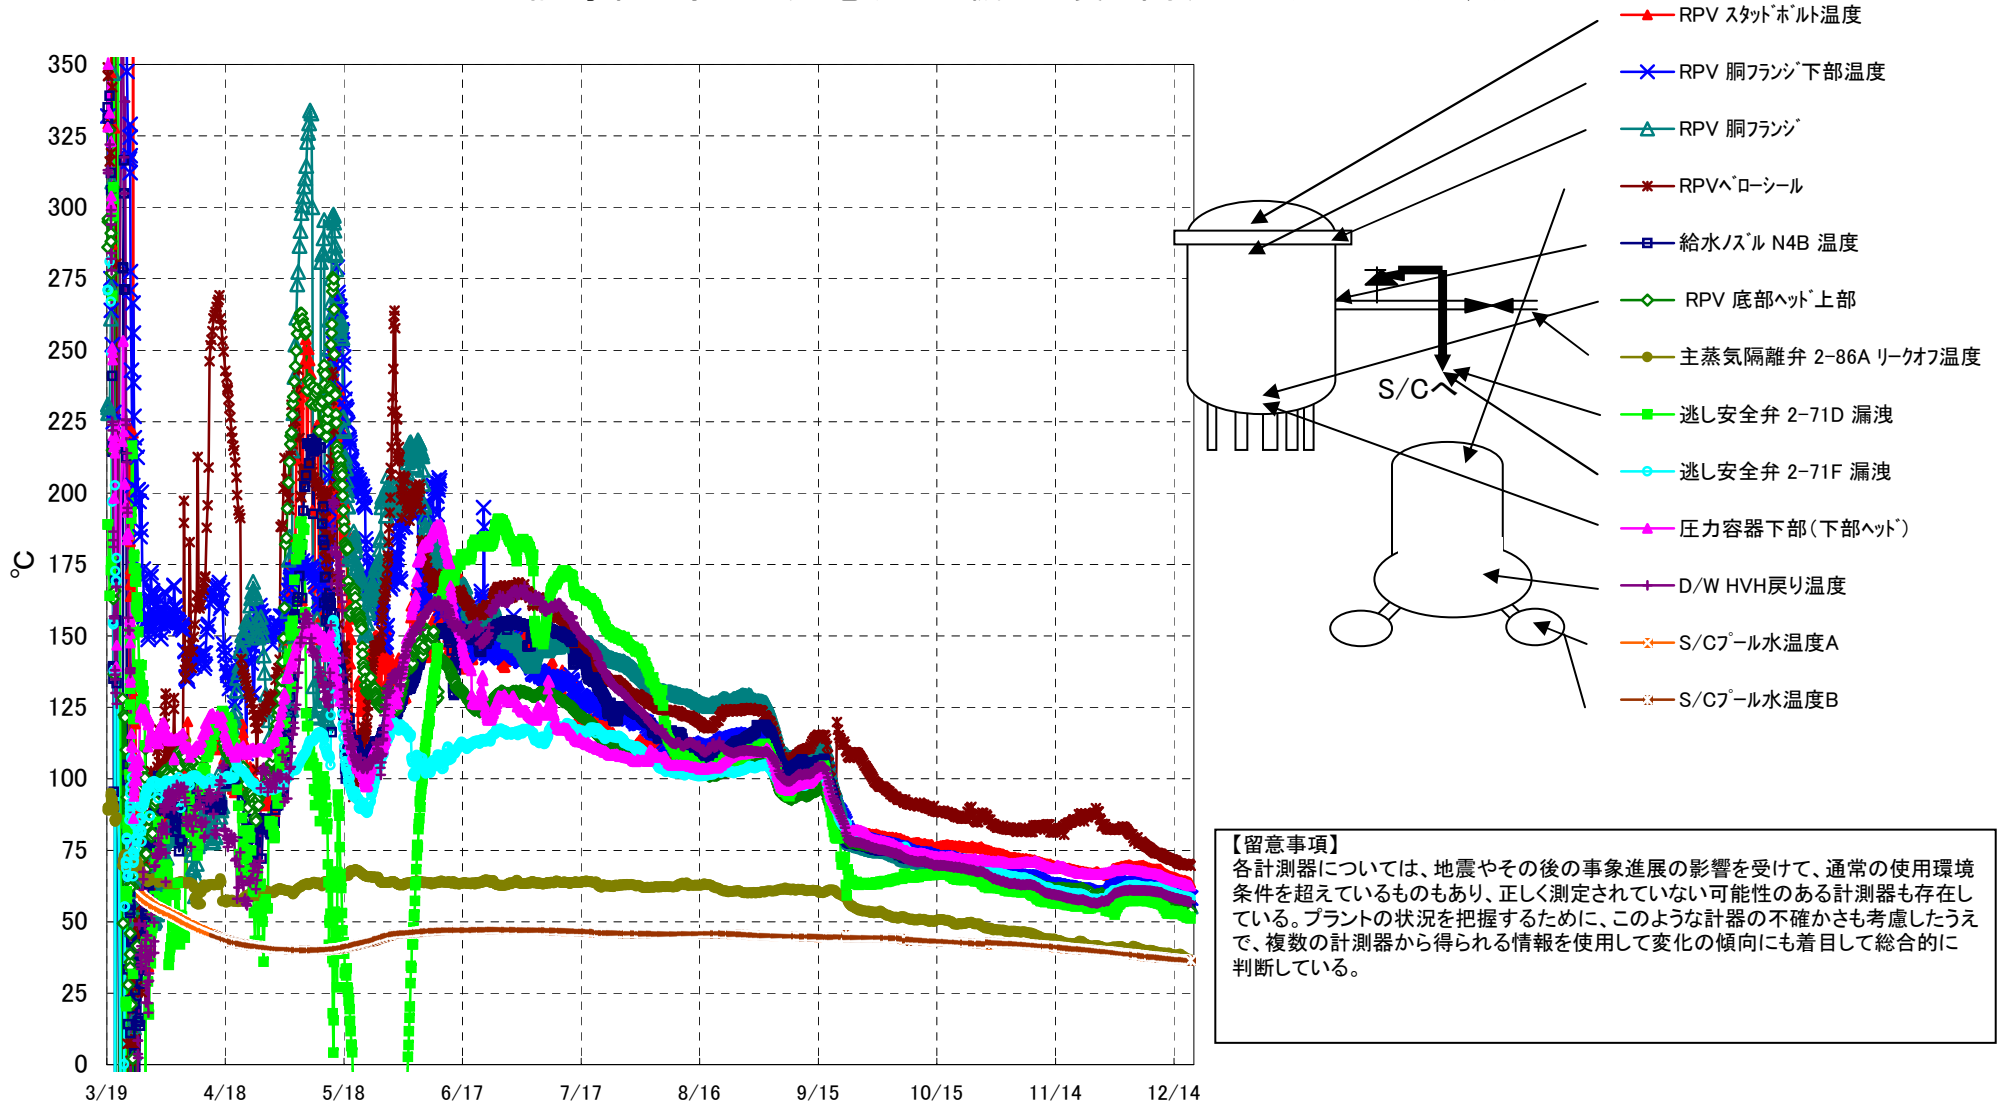 RPV スタッドボルト温度
RPV 胴フランジ下部温度
RPV 胴フランジ
RPVベローシール
給水ノズル N4B 温度
RPV 底部ヘッド上部
主蒸気隔離弁 2-86A リークオフ温度
逃し安全弁 2-71D 漏洩
逃し安全弁 2-71F 漏洩
圧力容器下部(下部ヘッド)
D/W HVH戻り温度
S/Cプール水温度A
S/Cプール水温度B
350
325
300
275
250
225
200
175
150
125
100
75
50
25
0
℃
3/19
4/18
5/18
6/17
7/17
8/16
9/15
10/15
11/14
12/14
S/Cへ
【留意事項】
各計測器については、地震やその後の事象進展の影響を受けて、通常の使用環境
条件を超えているものもあり、正しく測定されていない可能性のある計測器も存在し
ている。プラントの状況を把握するために、このような計器の不確かさも考慮したうえ
で、複数の計測器から得られる情報を使用して変化の傾向にも着目して総合的に
判断している。